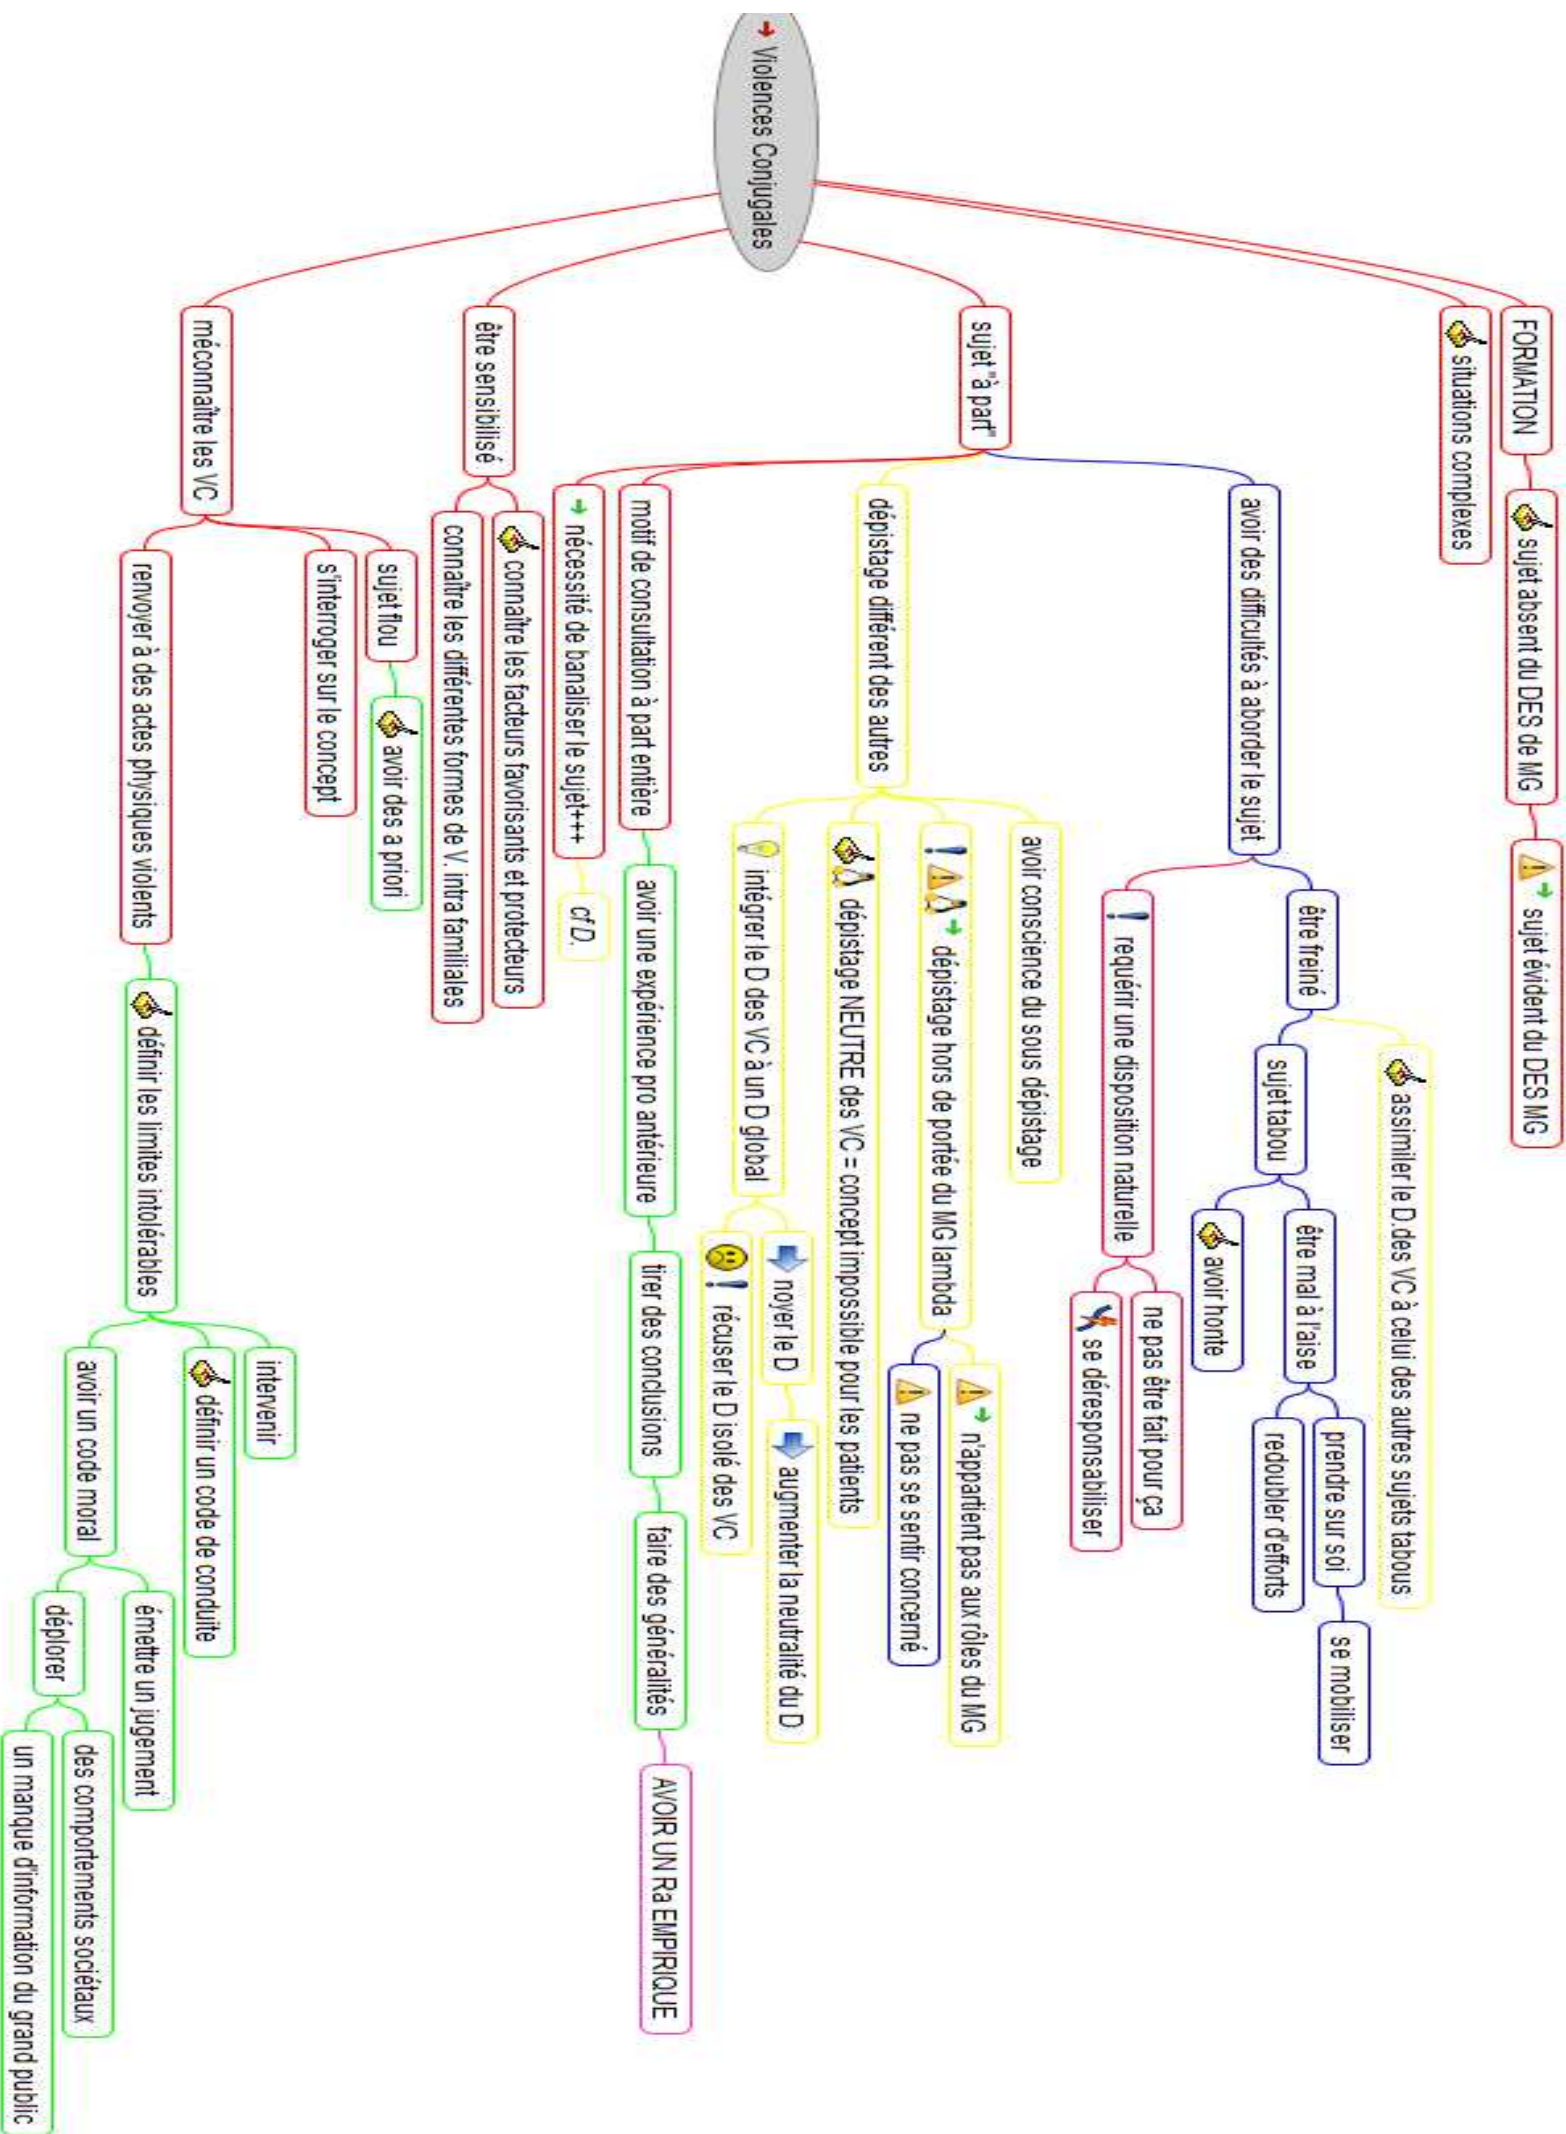 Violences Conjugales
FORMATION
sujet absent du DES de MG
sujet évident du DES MG
situations complexes
sujet "à part"
avoir des difficultés à aborder le sujet
être freiné
assimiler le D.des VC à celui des autres sujets tabous
sujet tabou
être mal à l'aise
prendre sur soi
se mobiliser
redoubler d'efforts
avoir honte
requérir une disposition naturelle
ne pas être fait pour ça
se déresponsabiliser
dépistage différent des autres
avoir conscience du sous dépistage
dépistage hors de portée du MG lambda
n'appartient pas aux rôles du MG
ne pas se sentir concerné
dépistage NEUTRE des VC = concept impossible pour les patients
intégrer le D des VC à un D global
noyer le D
augmenter la neutralité du D
récuser le D isolé des VC
motif de consultation à part entière
avoir une expérience pro antérieure
tirer des conclusions
faire des généralités
AVOIR UN Ra EMPIRIQUE
nécessité de banaliser le sujet+++
cf D.
être sensibilisé
connaître les facteurs favorisants et protecteurs
connaître les différentes formes de V. intra familiales
méconnaître les VC
sujet flou
avoir des a priori
s'interroger sur le concept
renvoyer à des actes physiques violents
définir les limites intolérables
intervenir
définir un code de conduite
avoir un code moral
émettre un jugement
déplorer
des comportements sociétaux
un manque d'information du grand public